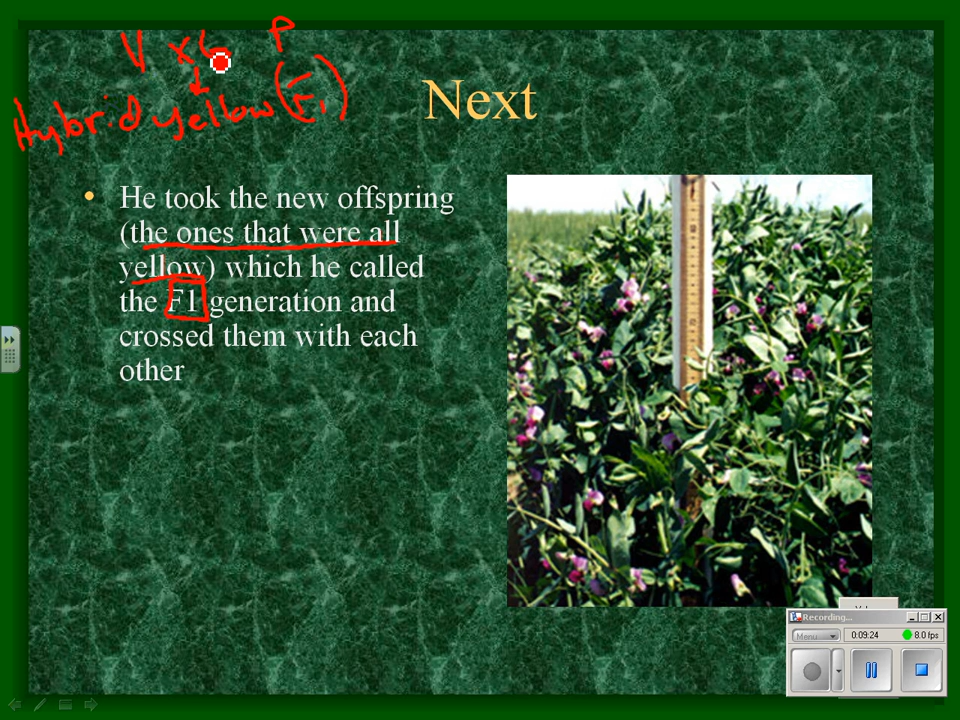 Y x G P
Hybrid yellow (F1)
Next
• He took the new offspring
(the ones that were all
yellow) which he called
the F1 generation and
crossed them with each
other
Recording...
Menu
0:09:24
8.0 fps